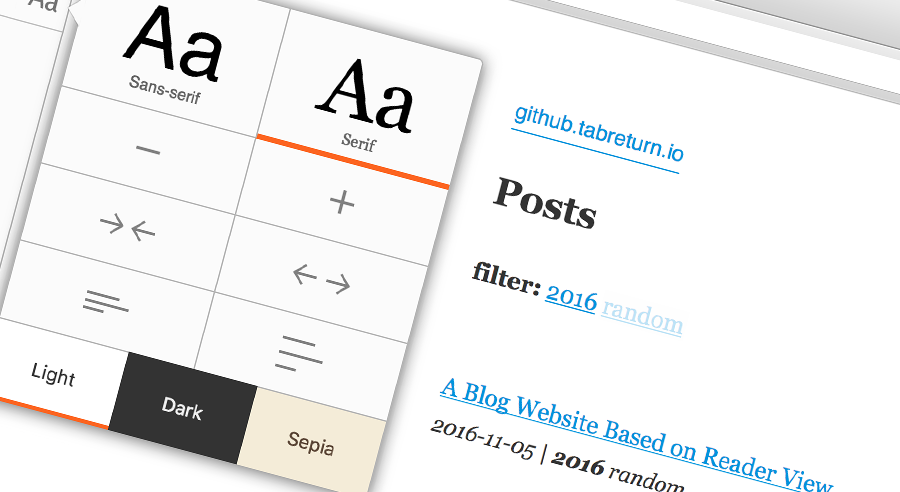 Aa
Aa
Sans-serif
Aa
Serif
Light
Dark
Sepia
github.tabreturn.io
Posts
filter: 2016 random
A Blog Website Based on Reader View
2016-11-05 | 2016 random